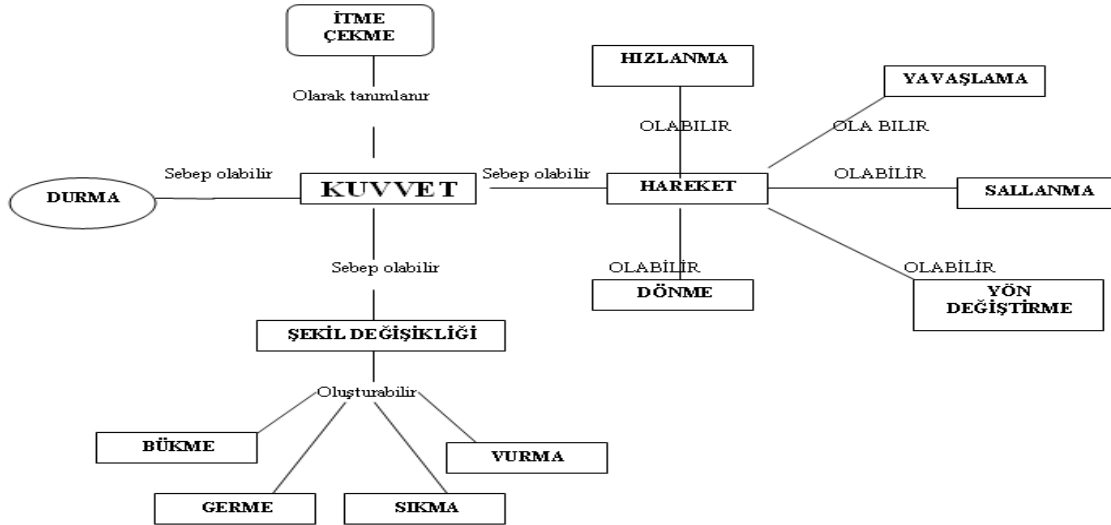 İTME
ÇEKME
HIZLANMA
YAVAŞLAMA
Olarak tanımlanır
OLABILIR
OLA BILIR
Sebep olabilir
KUVVET
Sebep olabilir
HAREKET
OLABİLİR
DURMA
SALLANMA
Sebep olabilir
OLABİLİR
OLABİLİR
DÖNME
YÖN
DEĞİŞTİRME
ŞEKİL DEĞİŞİKLİĞİ
Oluşturabilir
BÜKME
VURMA
GERME
SIKMA